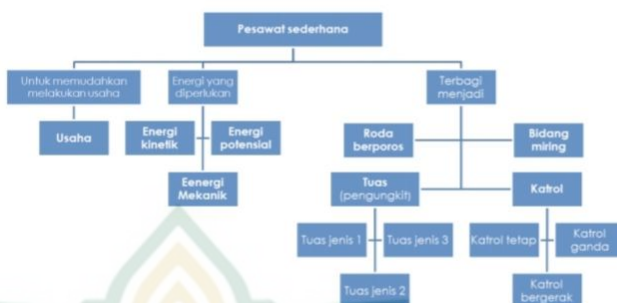 Pesawat sederhana
Untuk memudahkan
melakukan usaha
Energi yang
diperlukan
Terbagi
menjadi
Usaha
Energi
kinetik
Energi
potensial
Eenergi
Mekanik
Roda
berporos
Bidang
miring
Tuas
(pengungkit)
Katrol
Tuas jenis 1
Tuas jenis 3
Tuas jenis 2
Katrol tetap
Katrol
ganda
Katrol
bergerak